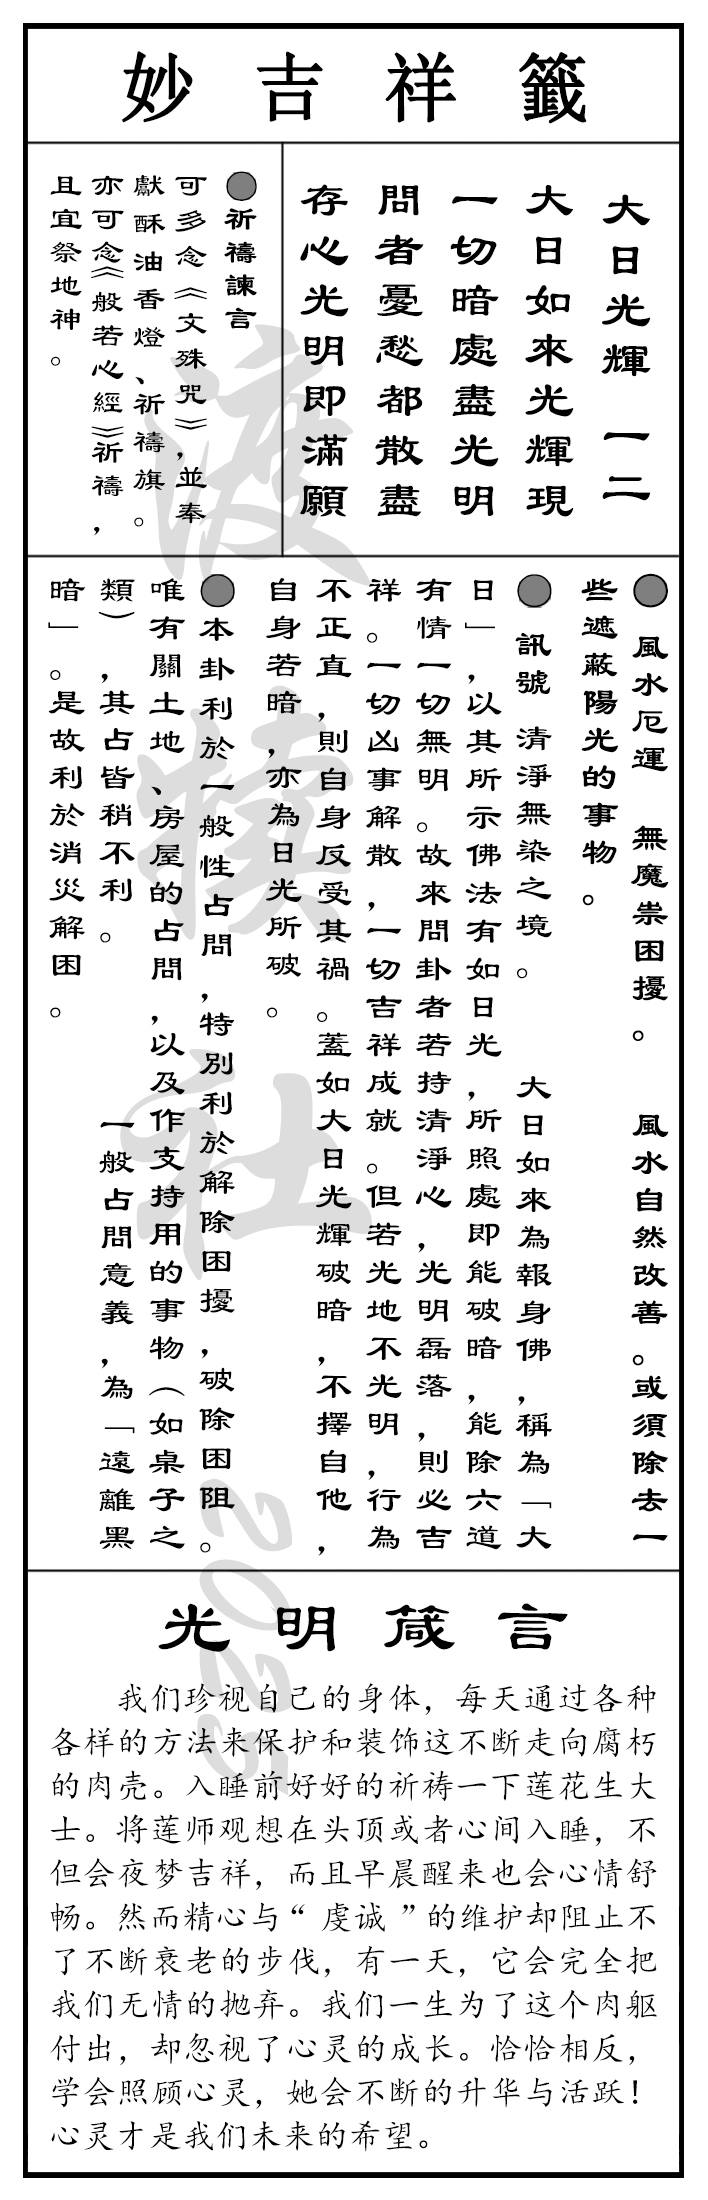 妙吉祥籤
大日光輝 一二
大日如來光輝現
一切暗處盡光明
問者憂愁都散盡
存心光明即滿願
●祈禱諫言
可多念《文殊咒》，並奉
獻酥油香燈、祈禱旗。
亦可念《般若心經》祈禱，
且宜祭地神。
●風水厄運 無魔祟困擾。 風水自然改善。或須除去一
些遮蔽陽光的事物。
●訊號 清淨無染之境。 大日如來為報身佛，稱為「大
日」，以其所示佛法有如日光，所照處即能破暗，能除六道
有情一切無明。故來問卦者若持清淨心，光明磊落，則必吉
祥。一切凶事解散，一切吉祥成就。但若光地不光明，行為
不正直，則自身反受其禍。蓋如大日光輝破暗，不擇自他，
自身若暗，亦為日光所破。
●本卦利於一般性占問，特別利於解除困擾，破除困阻。
唯有關土地、房屋的占問，以及作支持用的事物（如桌子之
類），其占皆稍不利。 一般占問意義，為「遠離黑
暗」。是故利於消災解困。
光明箴言
我们珍视自己的身体，每天通过各种
各样的方法来保护和装饰这不断走向腐朽
的肉壳。入睡前好好的祈祷一下莲花生大
士。将莲师观想在头顶或者心间入睡，不
但会夜梦吉祥，而且早晨醒来也会心情舒
畅。然而精心与“虔诚”的维护却阻止不
了不断衰老的步伐，有一天，它会完全把
我们无情的抛弃。我们一生为了这个肉躯
付出，却忽视了心灵的成长。恰恰相反，
学会照顾心灵，她会不断的升华与活跃！
心灵才是我们未来的希望。
渡犊社2025